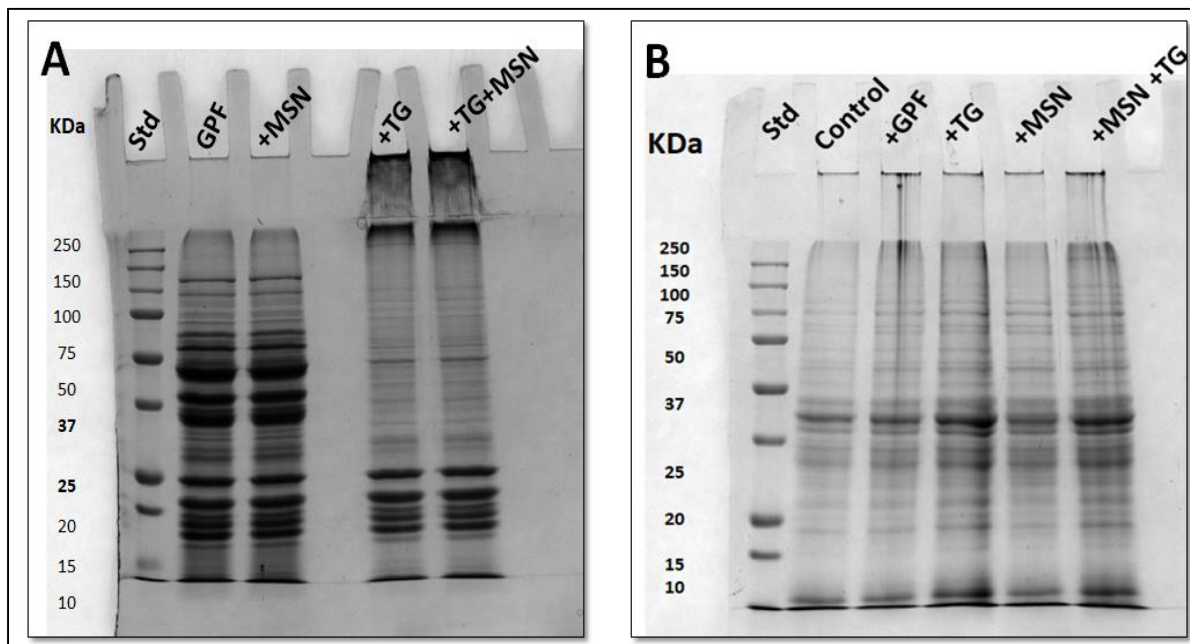 A
KDa
Std
GPF
+MSN
+TG
+TG+MSN
250
150
100
75
50
37
25
20
15
10
B
KDa
Std
Control
+GPF
+TG
+MSN
+MSN +TG
250
150
100
75
50
37
25
20
15
10